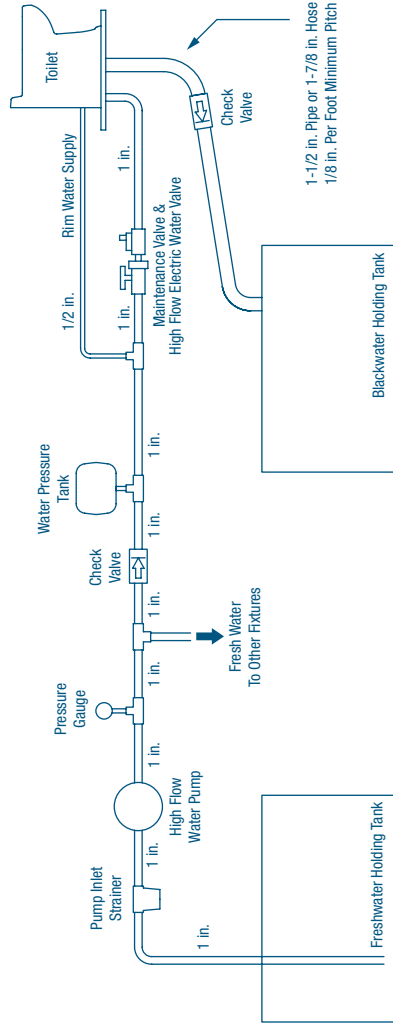 Toilet
Rim Water Supply
1/2 in.
Water Pressure
Tank
Pressure
Gauge
Check
Valve
Pump Inlet
Strainer
1 in.
1 in.
1 in.
1 in.
1 in.
1 in.
1 in.
1 in.
High Flow
Water Pump
Maintenance Valve &
High Flow Electric Water Valve
1 in.
Check
Valve
Fresh Water
To Other Fixtures
1-1/2 in. Pipe or 1-7/8 in. Hose
1/8 in. Per Foot Minimum Pitch
Freshwater Holding Tank
Blackwater Holding Tank